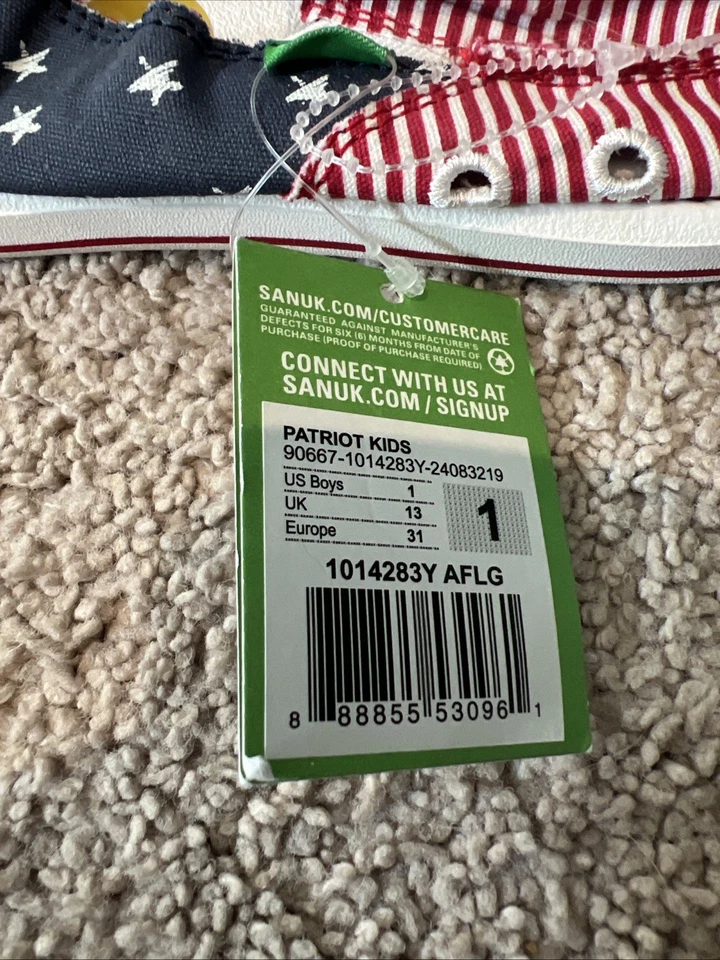 SANUK.COM/CUSTOMERCARE
GUARANTEED AGAINST MANUFACTURER'S
DEFECTS FOR SIX (6) MONTHS FROM DATE OF
PURCHASE (PROOF OF PURCHASE REQUIRED)
CONNECT WITH US AT
SANUK.COM / SIGNUP
PATRIOT KIDS
90667-1014283Y-24083219
US Boys 1
UK 13
Europe 31
1
1014283Y AFLG
8 88855 53096 1